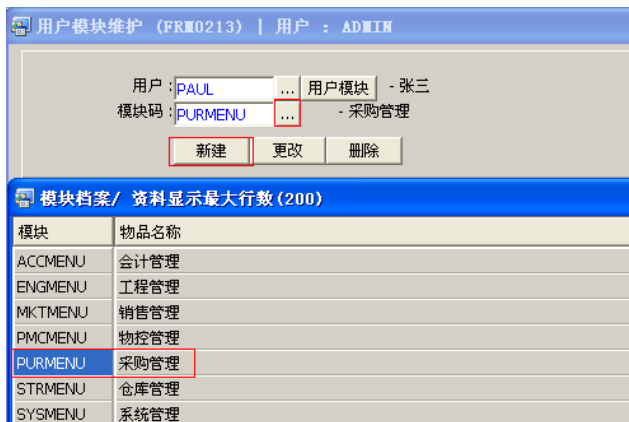 用户模块维护 (FRM0213) | 用户 : ADMIN
用户 : PAUL ... 用户模块 - 张三
模块码 : PURMENU ... - 采购管理
新建 更改 删除
模块档案/ 资料显示最大行数(200)
模块 物品名称
ACCMENU 会计管理
ENGMENU 工程管理
MKTMENU 销售管理
PMCMENU 物控管理
PURMENU 采购管理
STRMENU 仓库管理
SYSMENU 系统管理